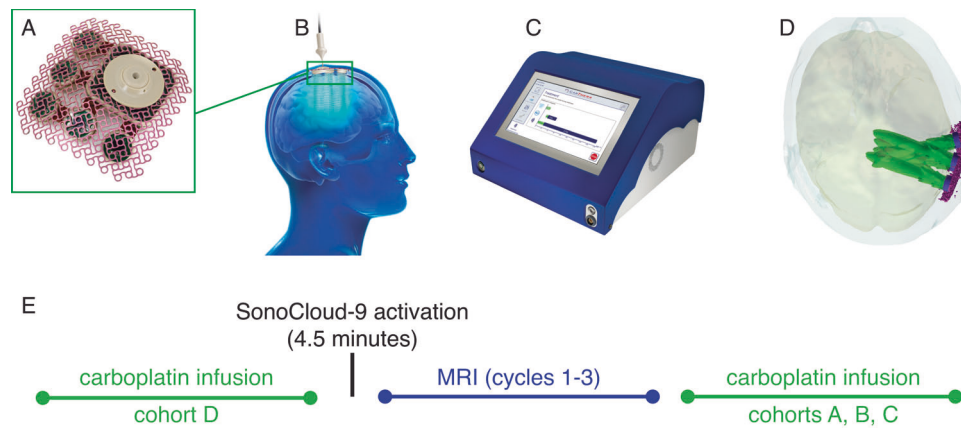 A
B
C
D
E
SonoCloud-9 activation
(4.5 minutes)
carboplatin infusion
cohort D
MRI (cycles 1-3)
carboplatin infusion
cohorts A, B, C